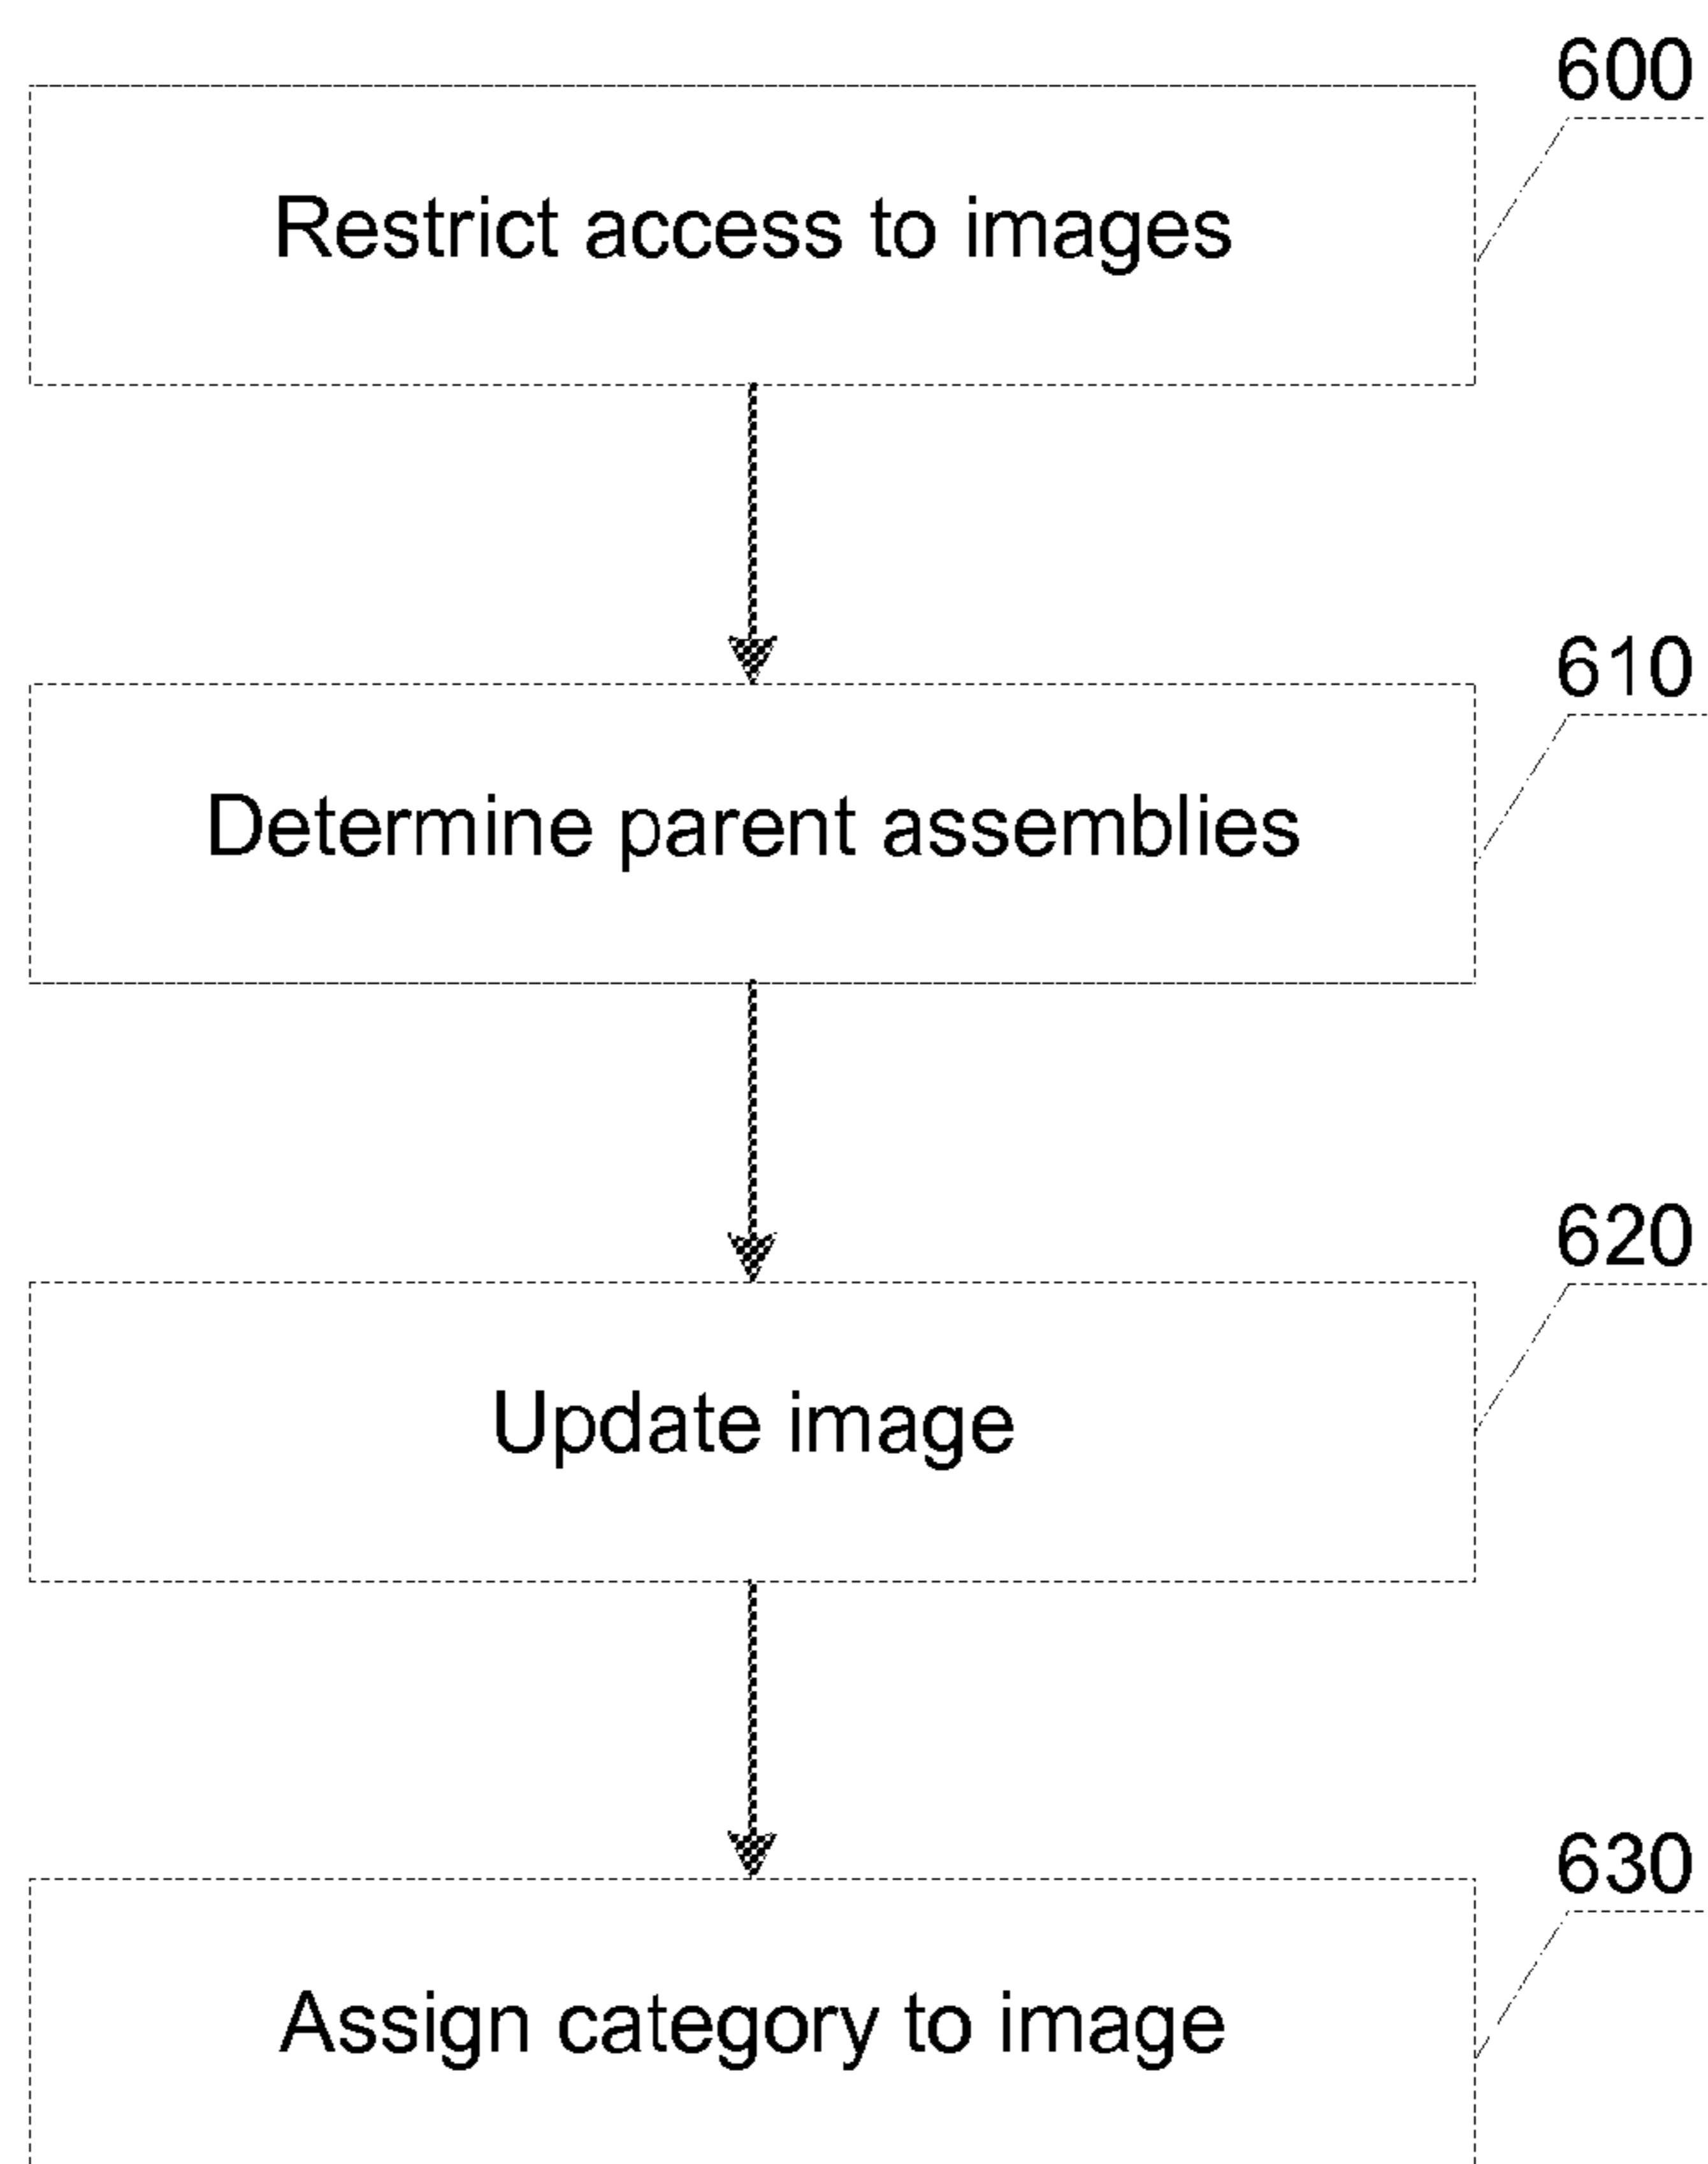 600
Restrict access to images
610
Determine parent assemblies
620
Update image
630
Assign category to image